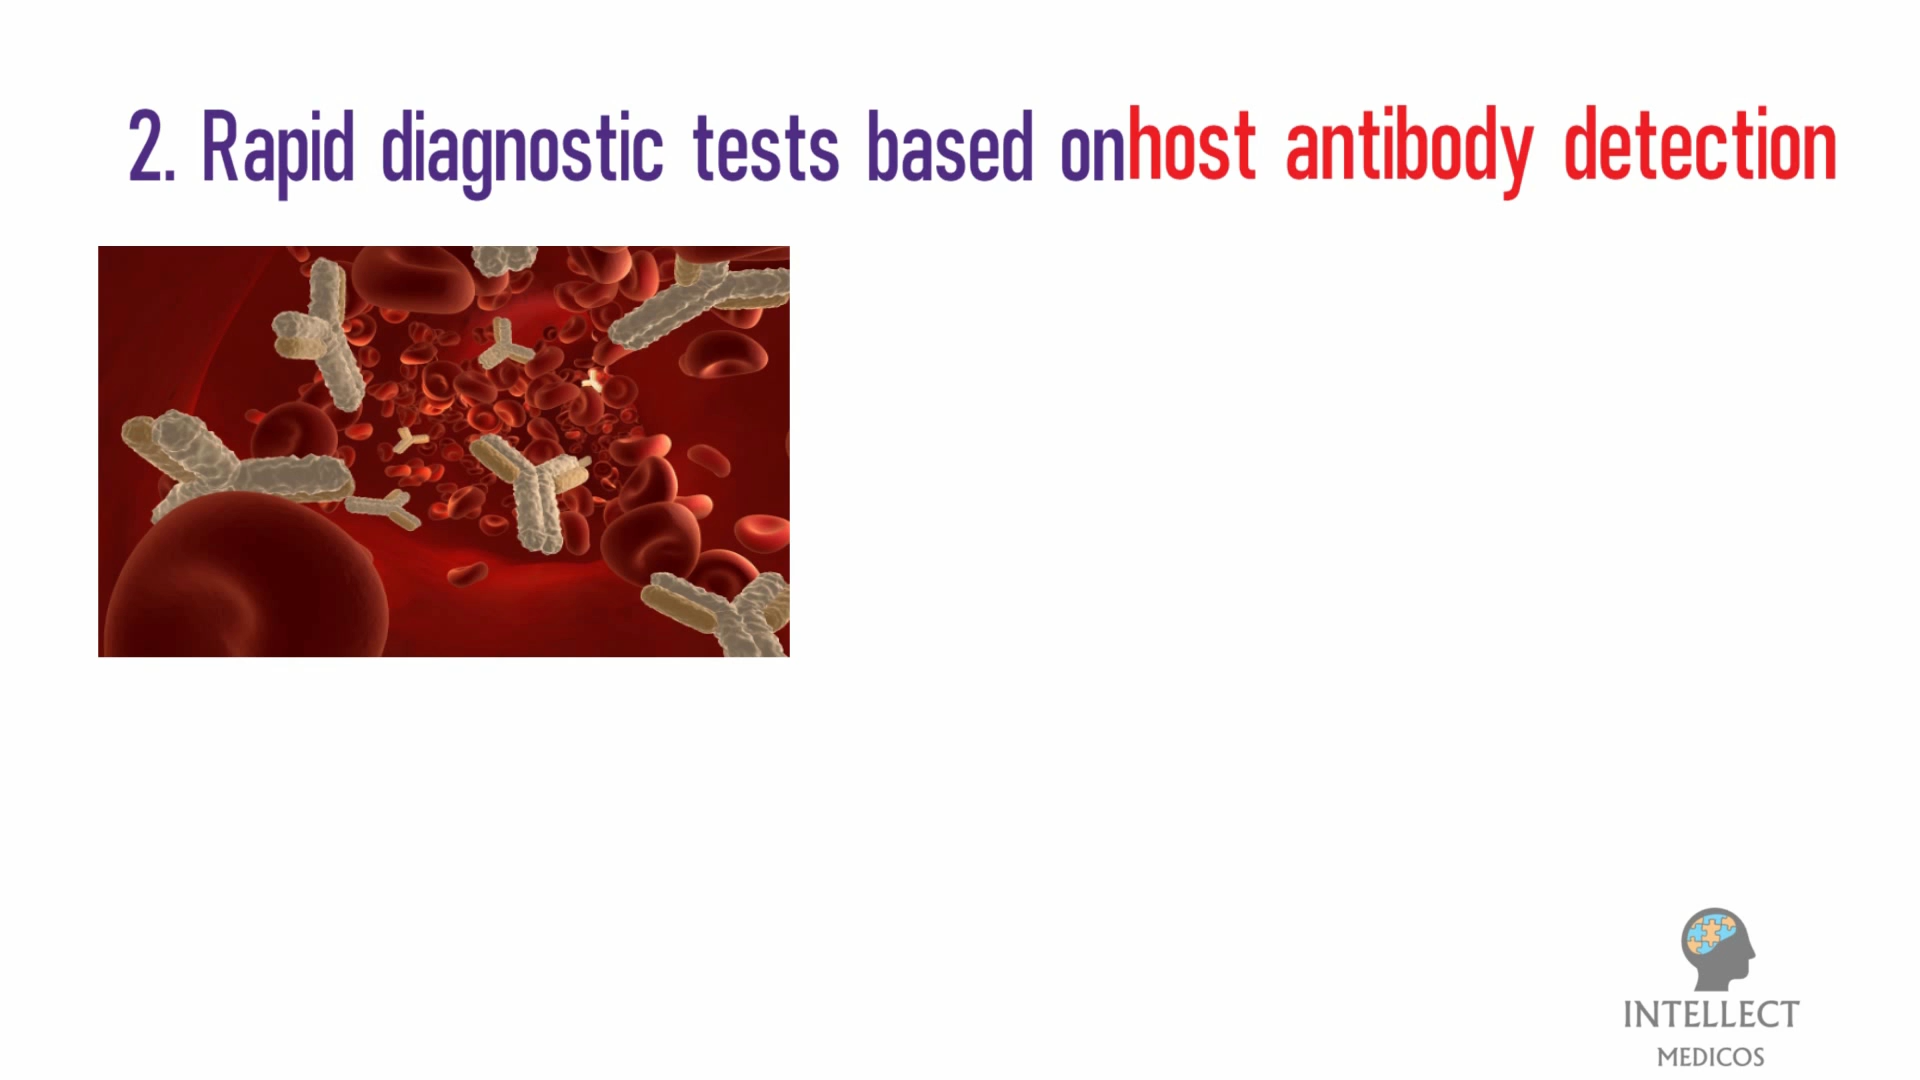 2. Rapid diagnostic tests based onhost antibody detection
INTELLECT
MEDICOS